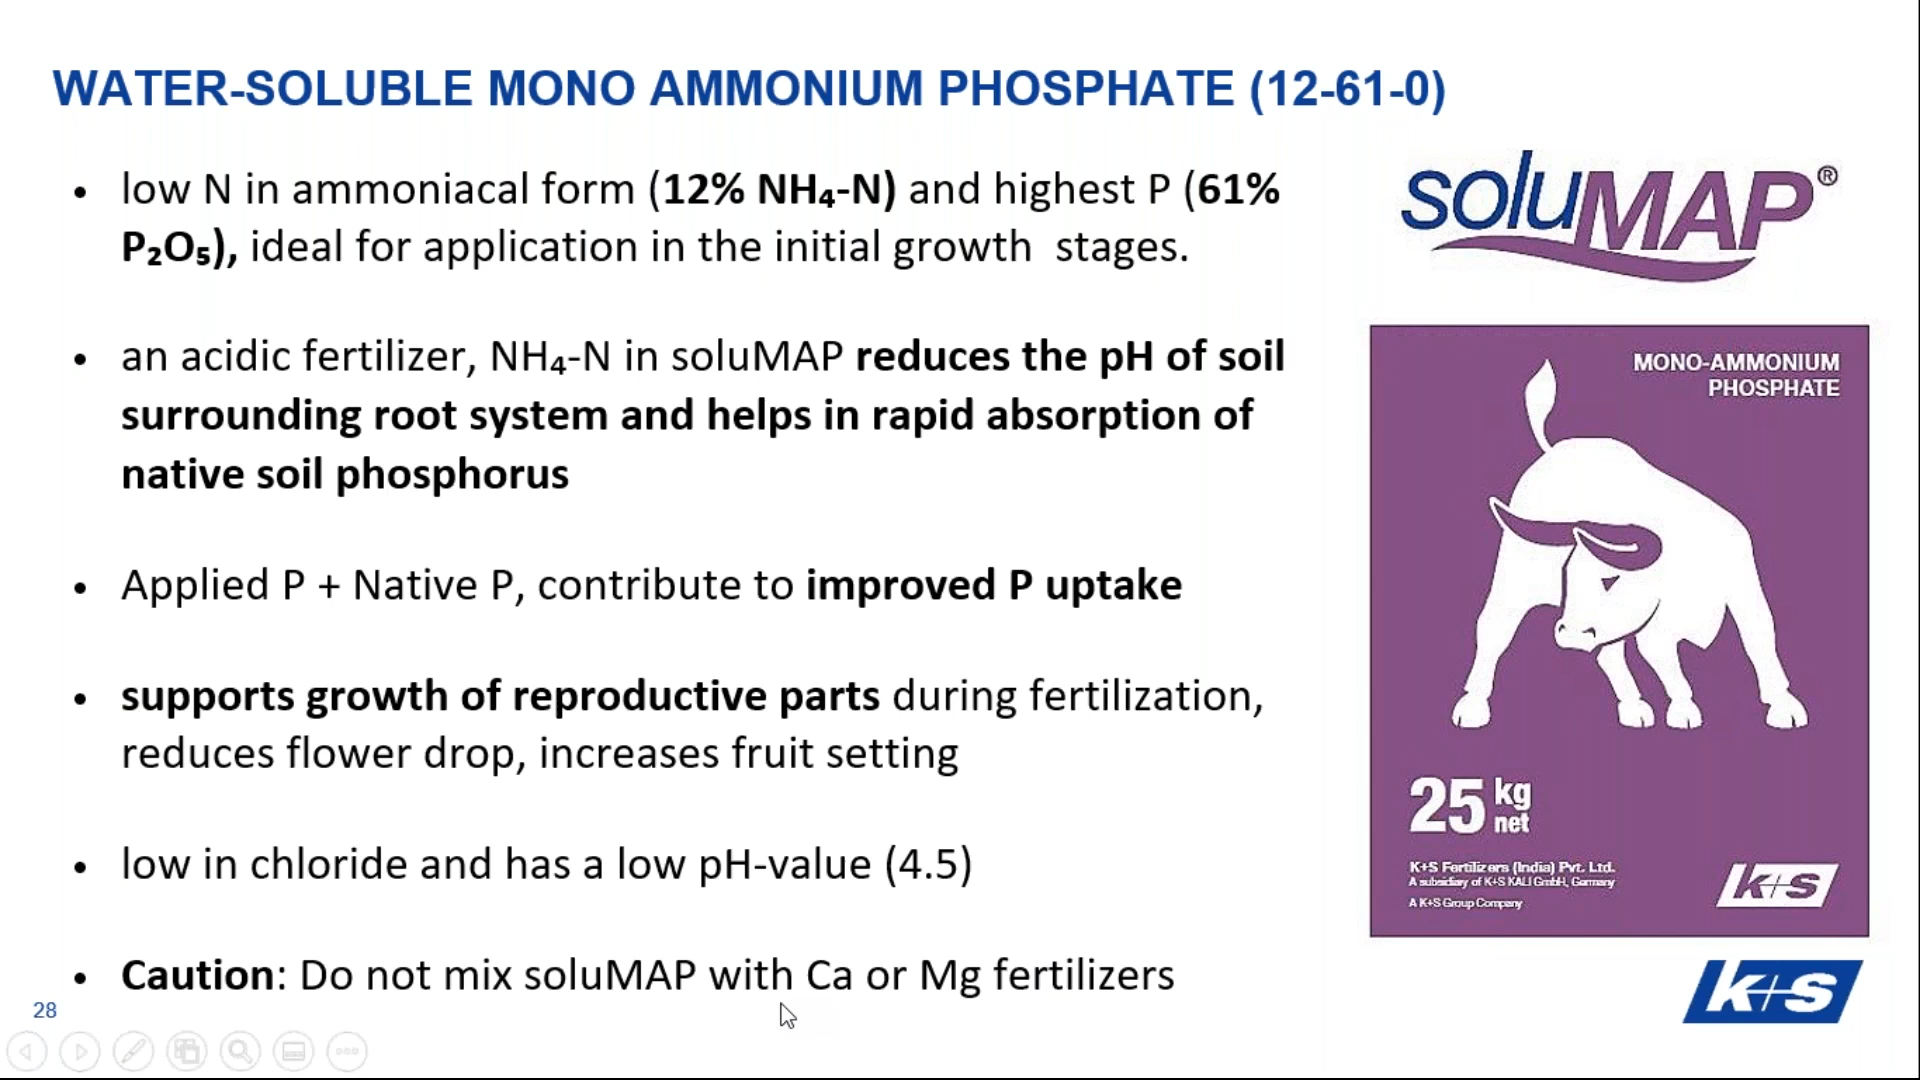 WATER-SOLUBLE MONO AMMONIUM PHOSPHATE (12-61-0)
• low N in ammoniacal form (12% NH₄-N) and highest P (61%
P₂O₅), ideal for application in the initial growth stages.
• an acidic fertilizer, NH₄-N in soluMAP reduces the pH of soil
surrounding root system and helps in rapid absorption of
native soil phosphorus
• Applied P + Native P, contribute to improved P uptake
• supports growth of reproductive parts during fertilization,
reduces flower drop, increases fruit setting
• low in chloride and has a low pH-value (4.5)
• Caution: Do not mix soluMAP with Ca or Mg fertilizers
28
soluMAP®
MONO-AMMONIUM
PHOSPHATE
25 kg
net
K+S Fertilizers (India) Pvt. Ltd.
A subsidiary of K+S KALI GmbH, Germany
A K+S Group Company
K+S
K+S